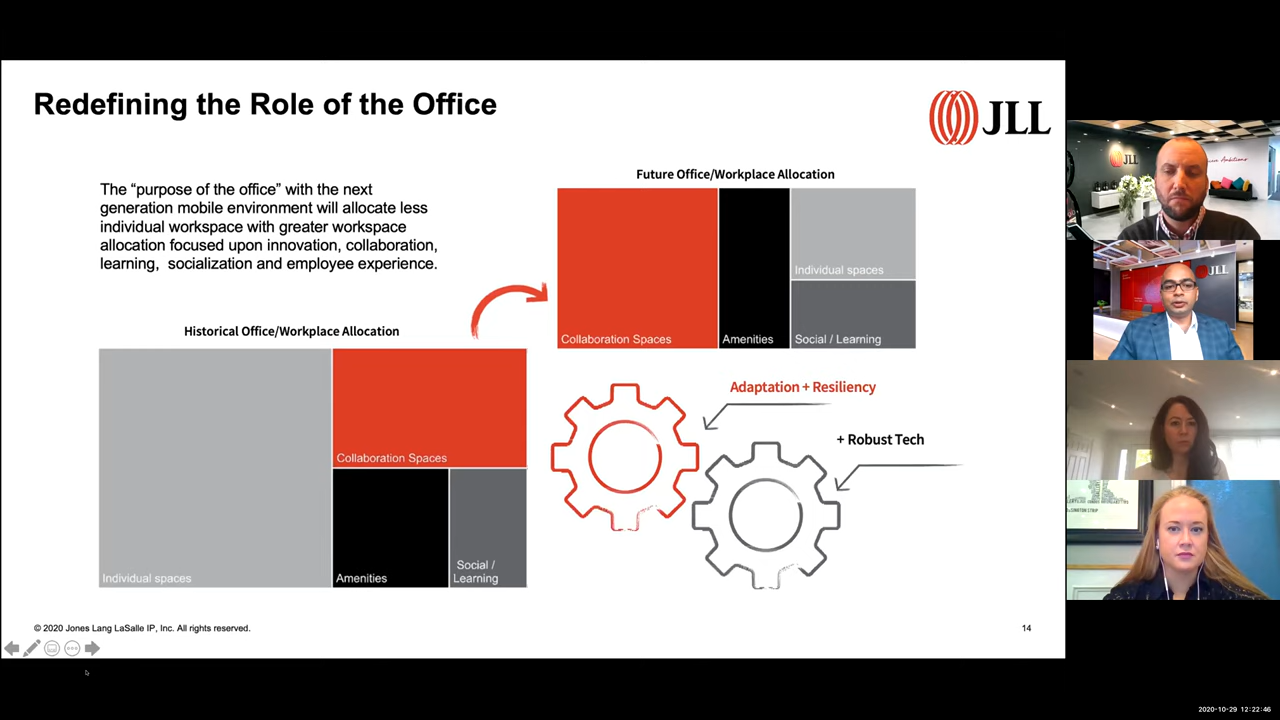 Redefining the Role of the Office
JLL
The “purpose of the office” with the next
generation mobile environment will allocate less
individual workspace with greater workspace
allocation focused upon innovation, collaboration,
learning, socialization and employee experience.
Future Office/Workplace Allocation
Individual spaces
Collaboration Spaces
Amenities
Social / Learning
Historical Office/Workplace Allocation
Collaboration Spaces
Individual spaces
Amenities
Social /
Learning
Adaptation + Resiliency
+ Robust Tech
© 2020 Jones Lang LaSalle IP, Inc. All rights reserved.
14
JLL
Ambitions
JLL
2020-10-29 12:22:46